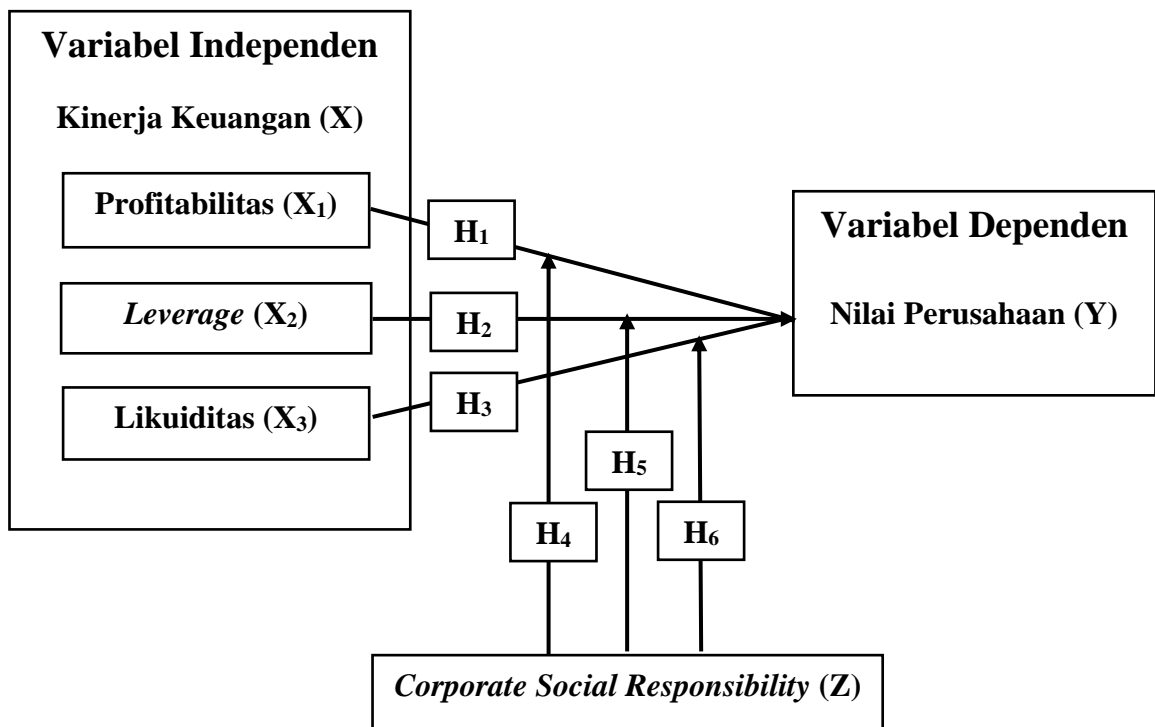 Variabel Independen
Kinerja Keuangan (X)
Profitabilitas (X₁)
Leverage (X₂)
Likuiditas (X₃)
H₁
H₂
H₃
H₄
H₅
H₆
Variabel Dependen
Nilai Perusahaan (Y)
Corporate Social Responsibility (Z)